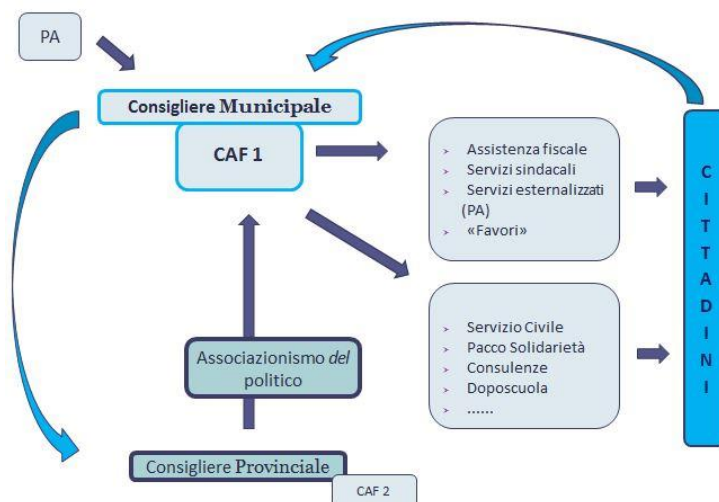 PA
Consigliere Municipale
CAF 1
Assistenza fiscale
Servizi sindacali
Servizi esternalizzati
(PA)
«Favori»
CITTADINI
Servizio Civile
Pacco Solidarietà
Consulenze
Doposcuola
......
Associazionismo del
politico
Consigliere Provinciale
CAF 2